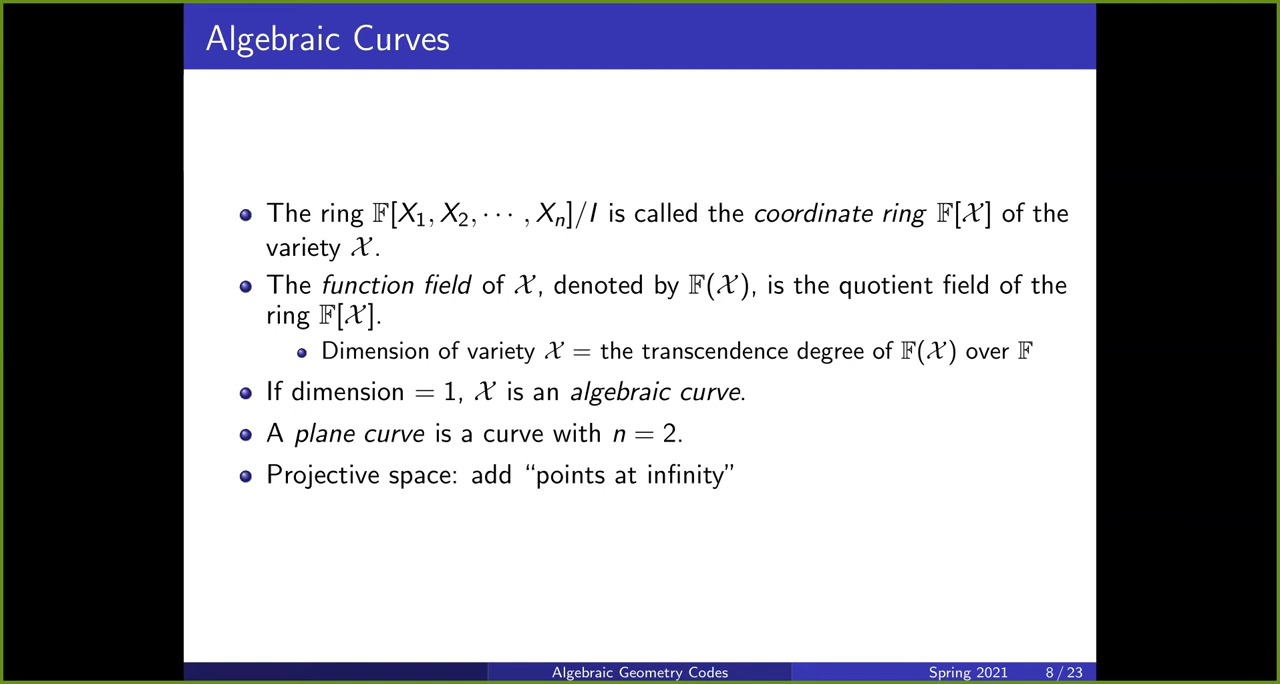 Algebraic Curves
The ring 𝔽[X₁, X₂, ⋯ , Xₙ]/I is called the coordinate ring 𝔽[𝒳] of the
variety 𝒳.
The function field of 𝒳, denoted by 𝔽(𝒳), is the quotient field of the
ring 𝔽[𝒳].
Dimension of variety 𝒳 = the transcendence degree of 𝔽(𝒳) over 𝔽
If dimension = 1, 𝒳 is an algebraic curve.
A plane curve is a curve with n = 2.
Projective space: add “points at infinity”
Algebraic Geometry Codes Spring 2021 8 / 23